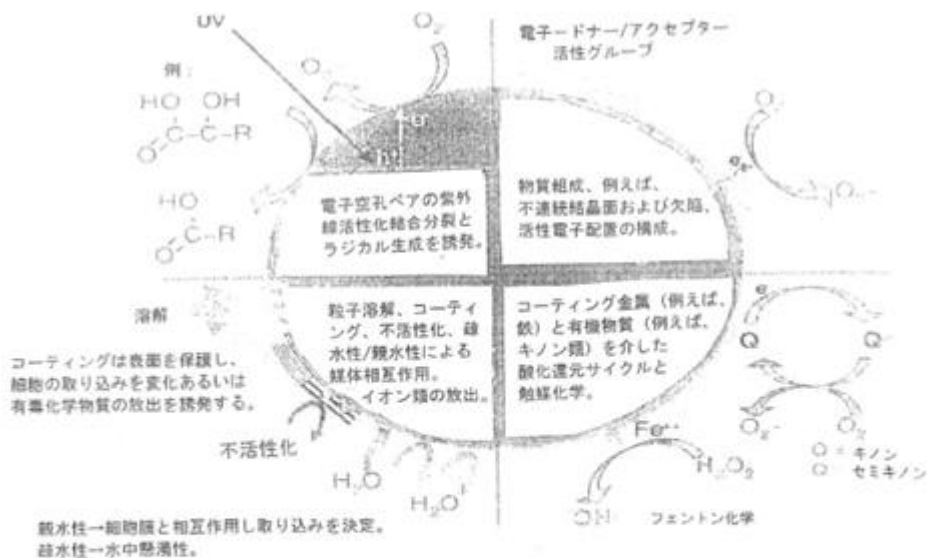 UV
O₂
O₂
例：
HO OH
O C–C–R
HO
O C–R
電子ードナー/アクセプター
活性グループ
e⁻
h⁺
O₂
e⁻
O₂
電子空孔ペアの紫外
線活性化結合分裂と
ラジカル生成を誘発。
物質組成、例えば、
不連続結晶面および欠陥、
活性電子配置の構成。
溶解
コーティングは表面を保護し、
細胞の取り込みを変化あるいは
有毒化学物質の放出を誘発する。
粒子溶解、コーティ
ング、不活性化、疎
水性/親水性による
媒体相互作用。
イオン類の放出。
コーティング金属（例えば、
鉄）と有機物質（例えば、
キノン類）を介した
酸化還元サイクルと
触媒化学。
e
Q
Q
O₂⁻
O₂
Q = キノン
Q セミキノン
不活性化
H₂O
H₂O
Fe⁺⁺
H₂O₂
OH
フェントン化学
親水性→細胞膜と相互作用し取り込みを決定。
疎水性→水中懸濁性。